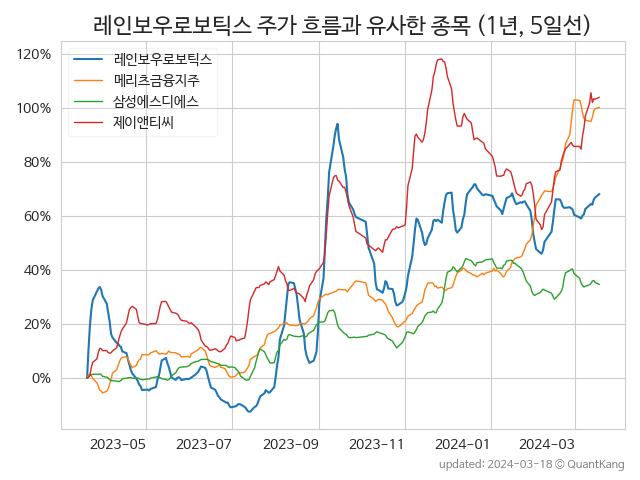 레인보우로보틱스 주가 흐름과 유사한 종목 (1년, 5일선)
레인보우로보틱스
메리츠금융지주
삼성에스디에스
제이앤티씨
120%
100%
80%
60%
40%
20%
0%
2023-05 2023-07 2023-09 2023-11 2024-01 2024-03
updated: 2024-03-18 © QuantKang